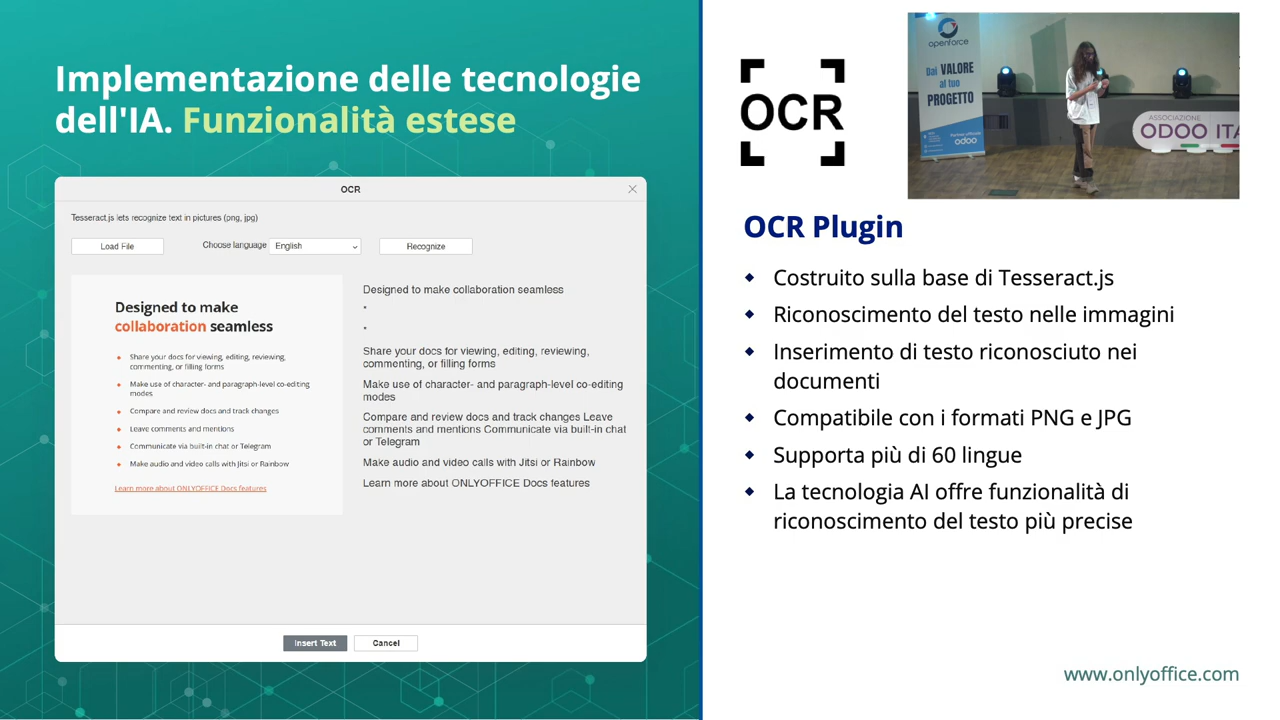 Implementazione delle tecnologie
dell'IA. Funzionalità estese
OCR
Tesseract.js lets recognize text in pictures (png, jpg)
Load File
Choose language
English
Recognize
Designed to make
collaboration seamless
Share your docs for viewing, editing, reviewing,
commenting, or filling forms
Make use of character- and paragraph-level co-editing
modes
Compare and review docs and track changes
Leave comments and mentions
Communicate via built-in chat or Telegram
Make audio and video calls with Jitsi or Rainbow
Learn more about ONLYOFFICE Docs features
Designed to make collaboration seamless
Share your docs for viewing, editing, reviewing,
commenting, or filling forms
Make use of character- and paragraph-level co-editing
modes
Compare and review docs and track changes Leave
comments and mentions Communicate via built-in chat
or Telegram
Make audio and video calls with Jitsi or Rainbow
Learn more about ONLYOFFICE Docs features
Insert Text
Cancel
OCR
openforce
Dai VALORE
al tuo
PROGETTO
Partner ufficiale
odoo
ASSOCIAZIONE
ODOO ITA
OCR Plugin
Costruito sulla base di Tesseract.js
Riconoscimento del testo nelle immagini
Inserimento di testo riconosciuto nei
documenti
Compatibile con i formati PNG e JPG
Supporta più di 60 lingue
La tecnologia AI offre funzionalità di
riconoscimento del testo più precise
www.onlyoffice.com